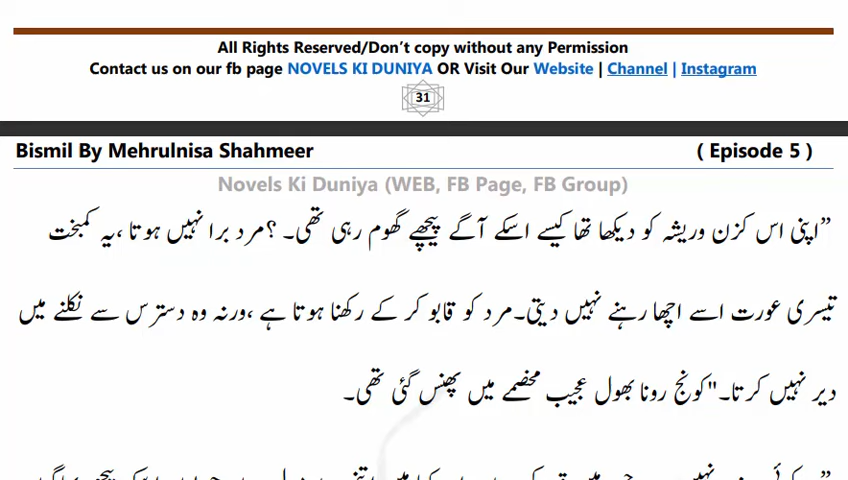 All Rights Reserved/Don't copy without any Permission
Contact us on our fb page NOVELS KI DUNIYA OR Visit Our Website | Channel | Instagram
31
Bismil By Mehrulnisa Shahmeer ( Episode 5 )
Novels Ki Duniya (WEB, FB Page, FB Group)
”اپنی اس کزن وریشہ کو دیکھا تھا کیسے اسکے آگے پیچھے گھوم رہی تھی۔ ؟مرد برا نہیں ہوتا ،یہ کمبخت
تیسری عورت اسے اچھا رہنے نہیں دیتی۔مرد کو قابو کر کے رکھنا ہوتا ہے ،ورنہ وہ دسترس سے نکلنے میں
دیر نہیں کرتا۔"کونج رونا بھول عجیب مخصمے میں پھنس گئی تھی۔